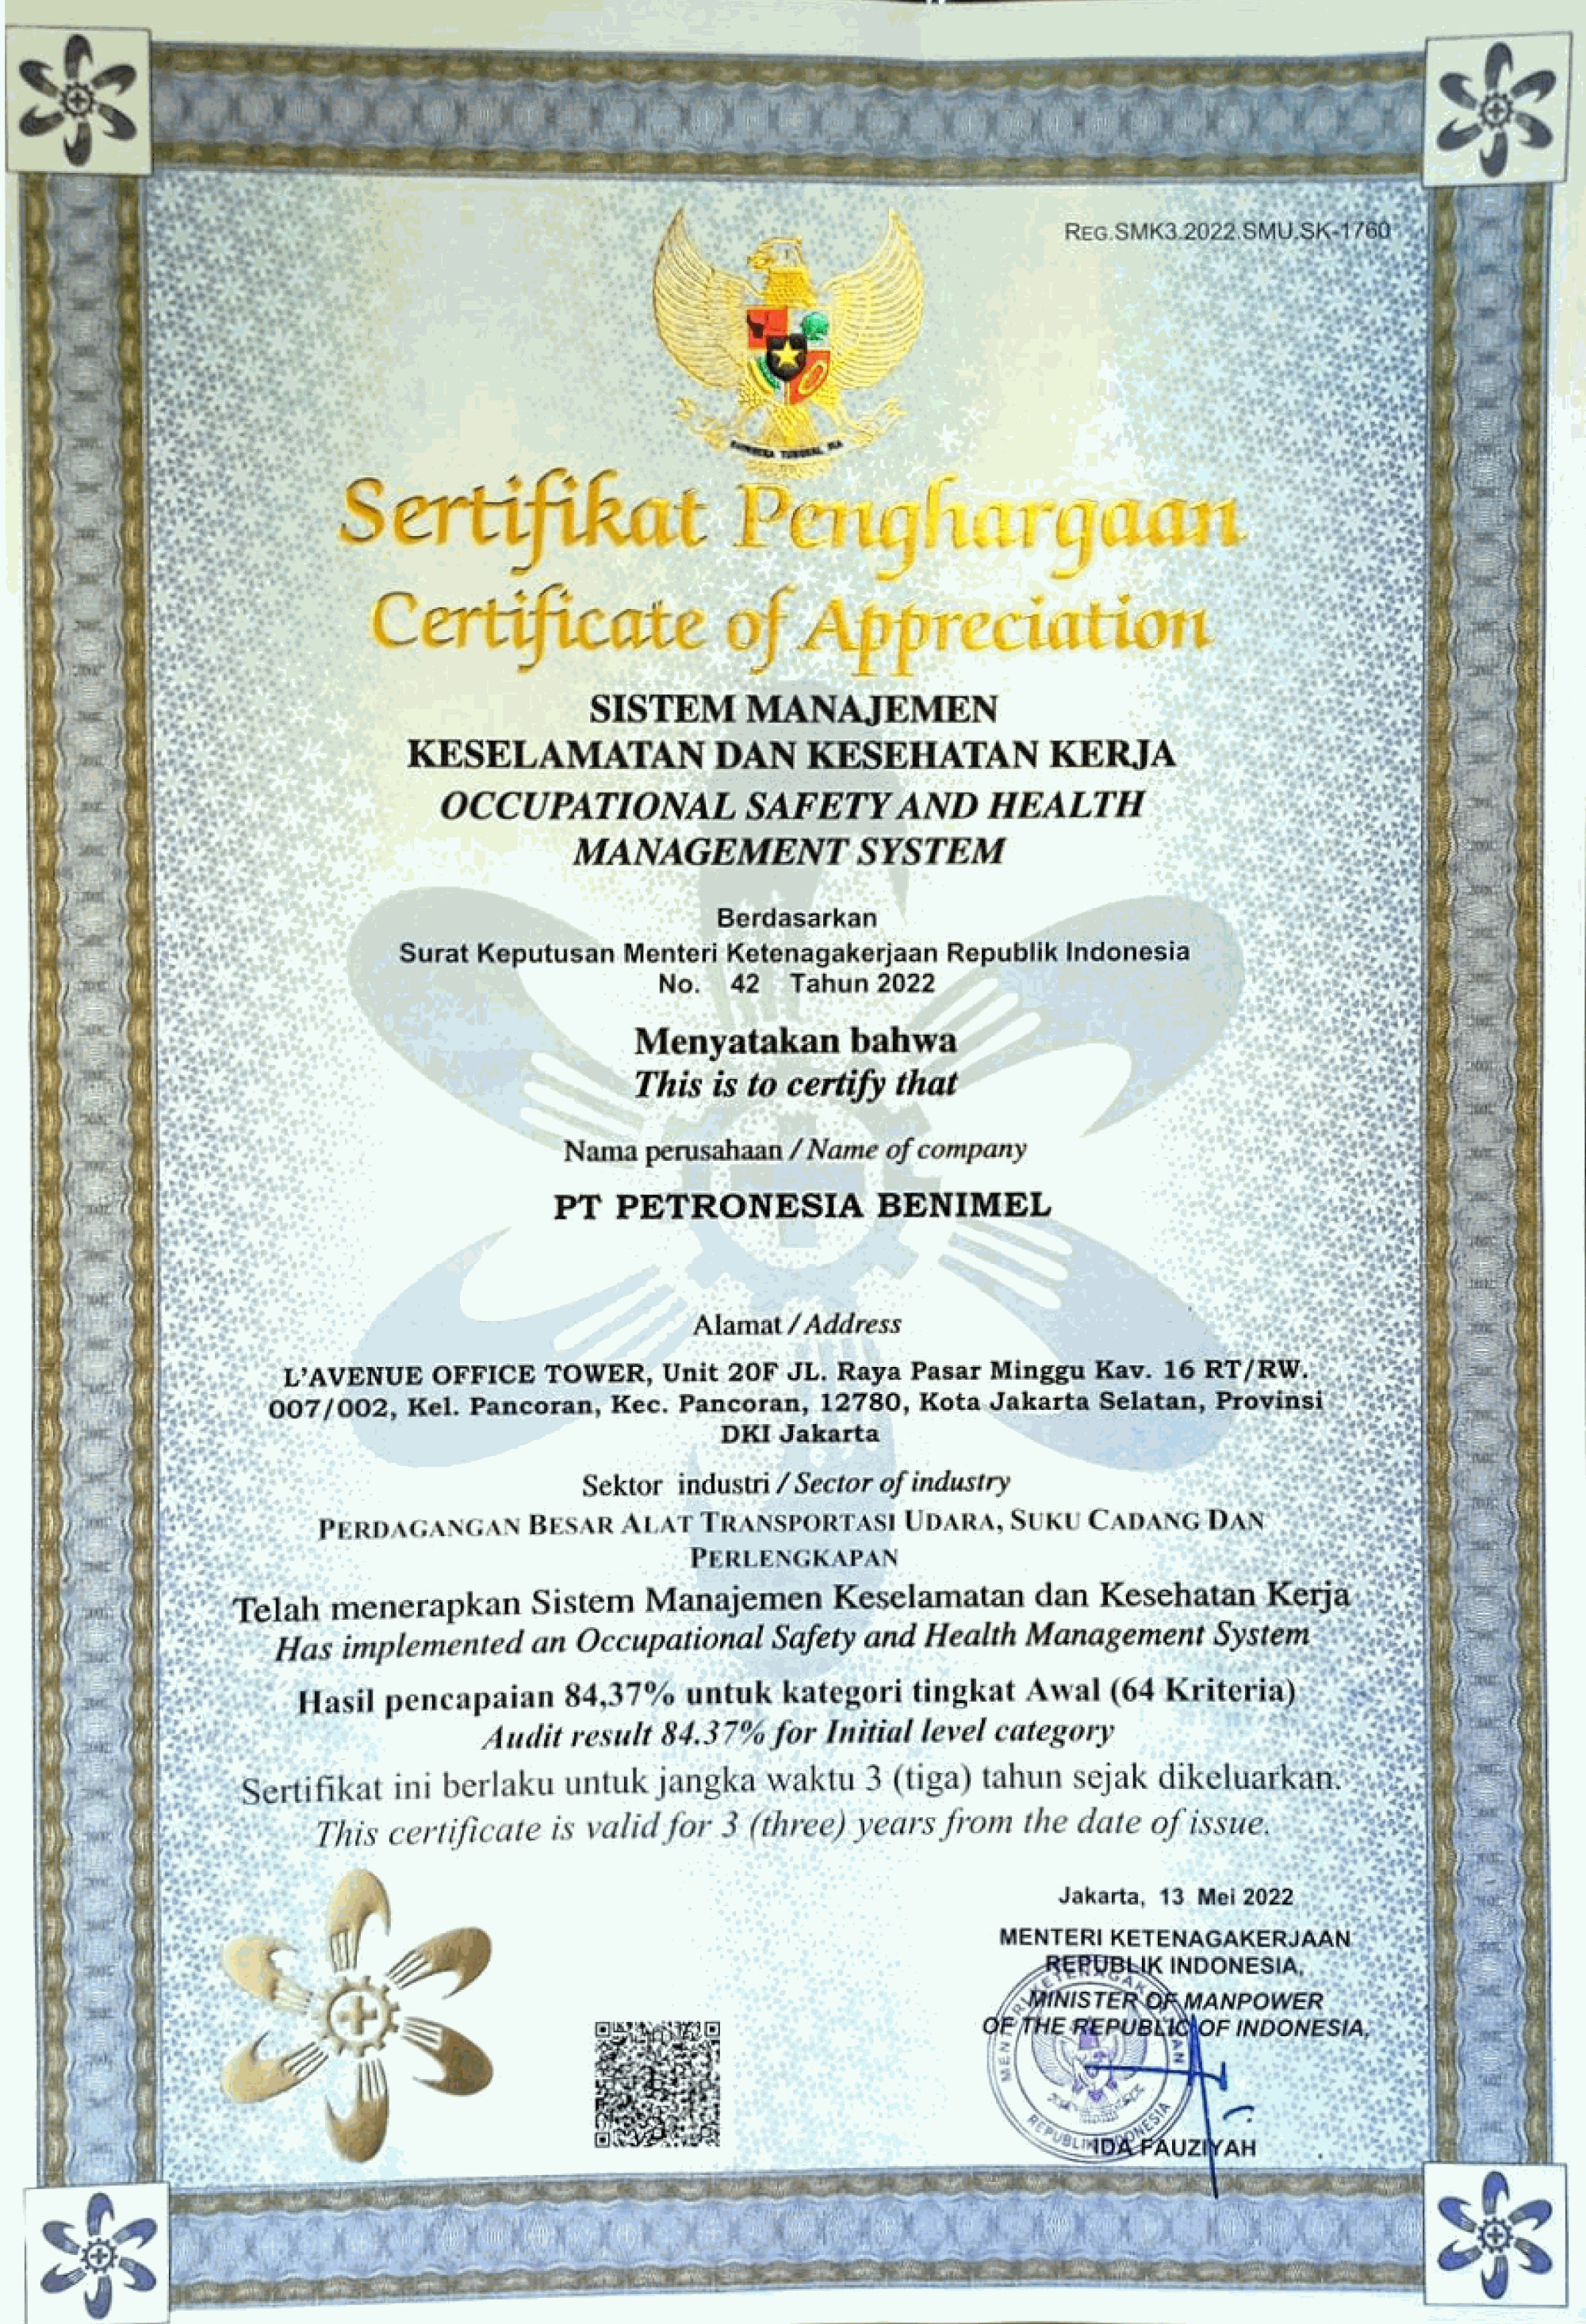 REG.SMK3.2022.SMU.SK-1760
BHINNEKA TUNGGAL IKA
Sertifikat Penghargaan
Certificate of Appreciation
SISTEM MANAJEMEN
KESELAMATAN DAN KESEHATAN KERJA
OCCUPATIONAL SAFETY AND HEALTH
MANAGEMENT SYSTEM
Berdasarkan
Surat Keputusan Menteri Ketenagakerjaan Republik Indonesia
No. 42 Tahun 2022
Menyatakan bahwa
This is to certify that
Nama perusahaan / Name of company
PT PETRONESIA BENIMEL
Alamat / Address
L'AVENUE OFFICE TOWER, Unit 20F JL. Raya Pasar Minggu Kav. 16 RT/RW.
007/002, Kel. Pancoran, Kec. Pancoran, 12780, Kota Jakarta Selatan, Provinsi
DKI Jakarta
Sektor industri / Sector of industry
PERDAGANGAN BESAR ALAT TRANSPORTASI UDARA, SUKU CADANG DAN
PERLENGKAPAN
Telah menerapkan Sistem Manajemen Keselamatan dan Kesehatan Kerja
Has implemented an Occupational Safety and Health Management System
Hasil pencapaian 84,37% untuk kategori tingkat Awal (64 Kriteria)
Audit result 84.37% for Initial level category
Sertifikat ini berlaku untuk jangka waktu 3 (tiga) tahun sejak dikeluarkan.
This certificate is valid for 3 (three) years from the date of issue.
Jakarta, 13 Mei 2022
MENTERI KETENAGAKERJAAN
REPUBLIK INDONESIA,
MINISTER OF MANPOWER
OF THE REPUBLIC OF INDONESIA,
MENTERI KETENAGAKERJAAN
REPUBLIK INDONESIA
IDA FAUZIYAH